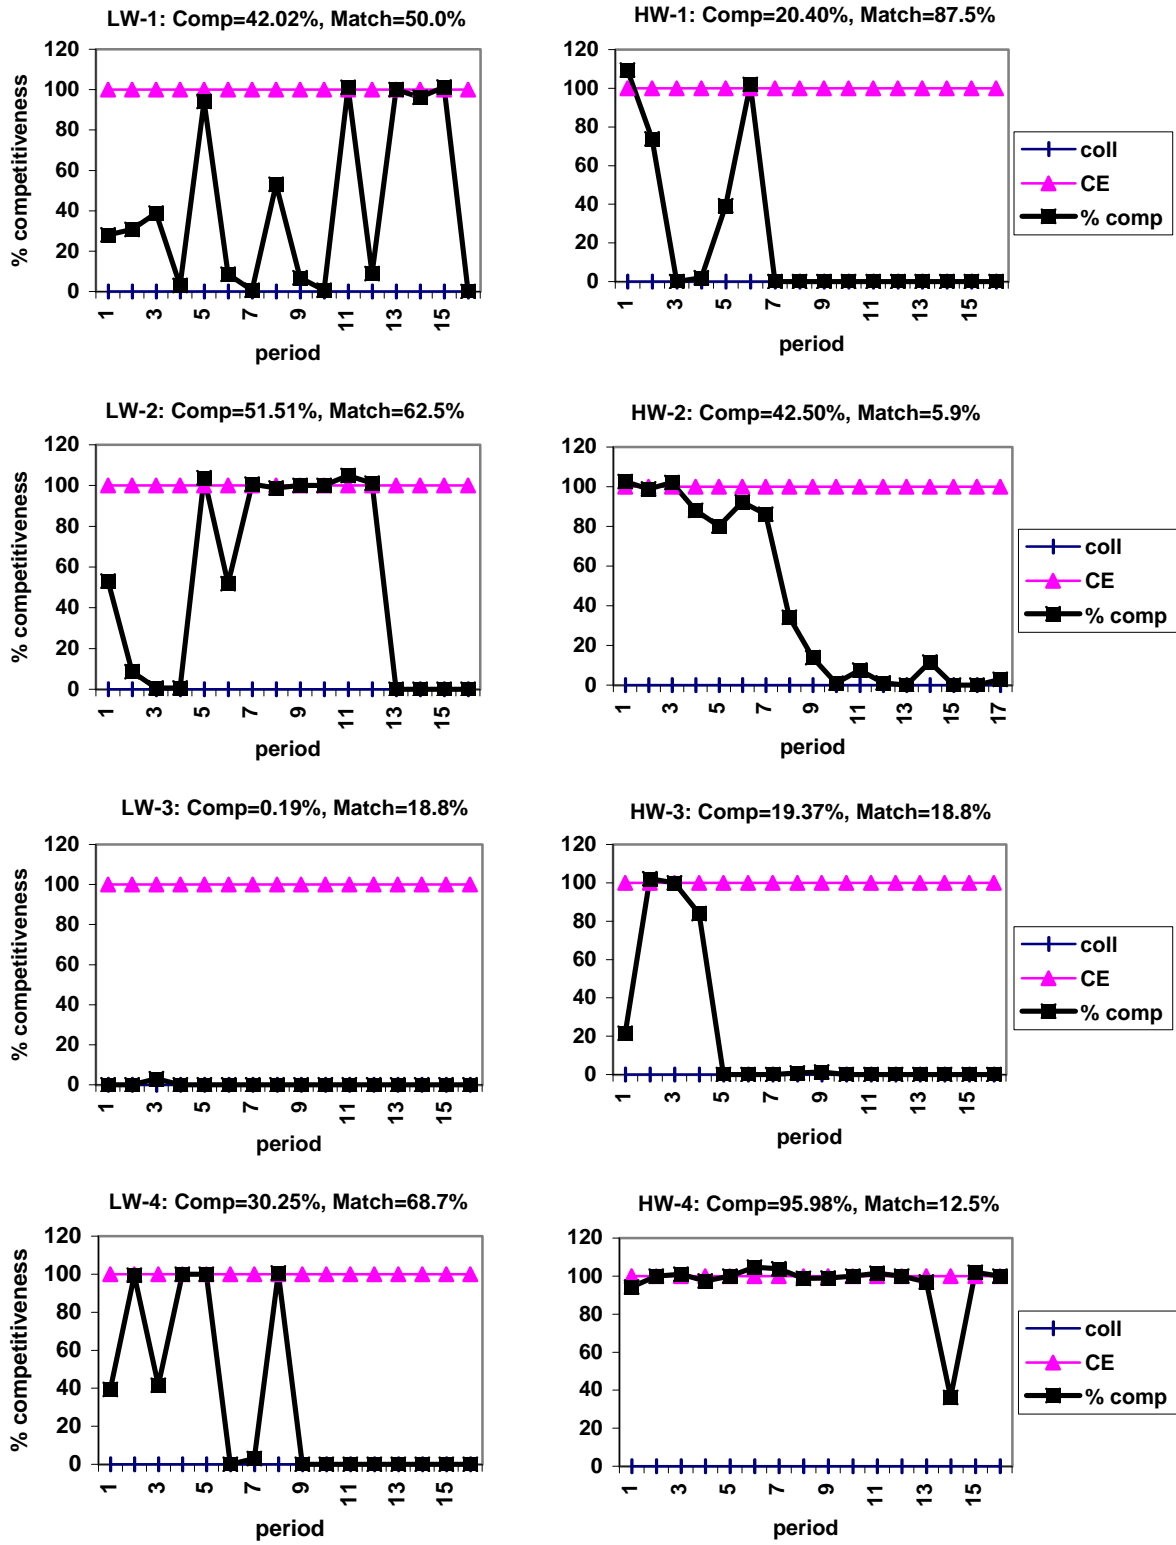 LW-1: Comp=42.02%, Match=50.0%
120
100
80
60
40
20
0
% competitiveness
1 3 5 7 9 11 13 15
period
HW-1: Comp=20.40%, Match=87.5%
120
100
80
60
40
20
0
1 3 5 7 9 11 13 15
period
coll
CE
% comp
LW-2: Comp=51.51%, Match=62.5%
120
100
80
60
40
20
0
% competitiveness
1 3 5 7 9 11 13 15
period
HW-2: Comp=42.50%, Match=5.9%
120
100
80
60
40
20
0
1 3 5 7 9 11 13 15 17
period
coll
CE
% comp
LW-3: Comp=0.19%, Match=18.8%
120
100
80
60
40
20
0
% competitiveness
1 3 5 7 9 11 13 15
period
HW-3: Comp=19.37%, Match=18.8%
120
100
80
60
40
20
0
1 3 5 7 9 11 13 15
period
coll
CE
% comp
LW-4: Comp=30.25%, Match=68.7%
120
100
80
60
40
20
0
% competitiveness
1 3 5 7 9 11 13 15
period
HW-4: Comp=95.98%, Match=12.5%
120
100
80
60
40
20
0
1 3 5 7 9 11 13 15
period
coll
CE
% comp